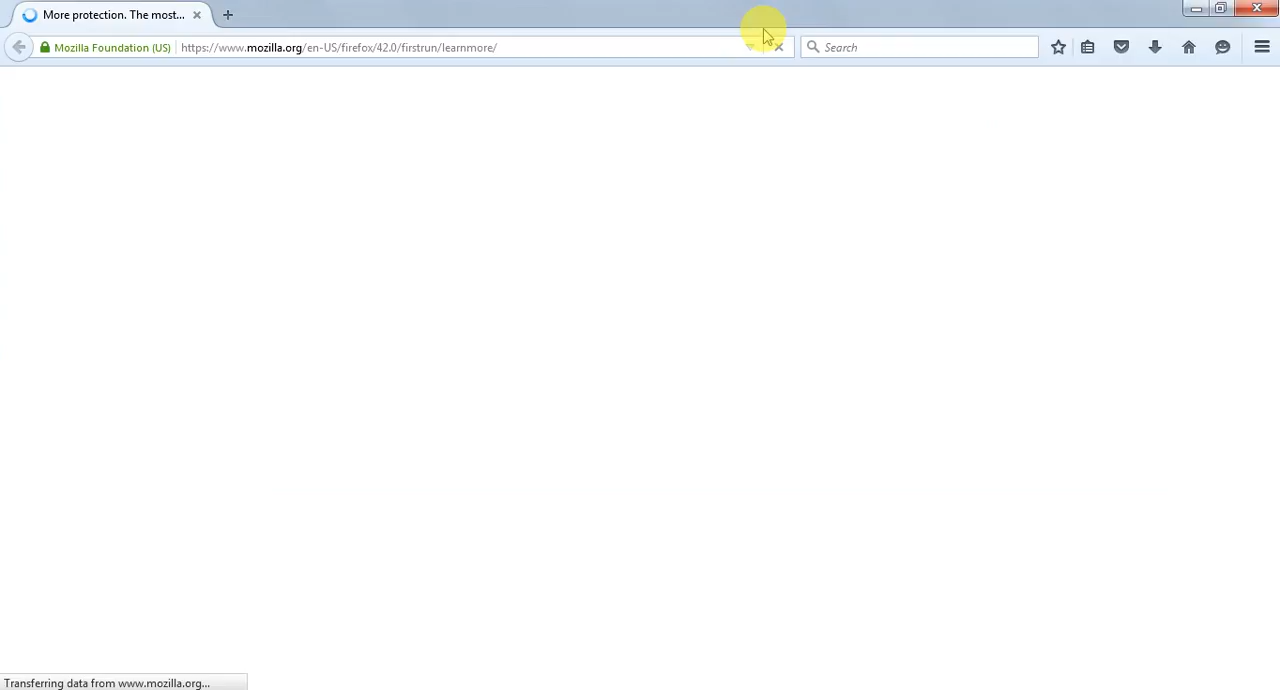 More protection. The most...
Mozilla Foundation (US) https://www.mozilla.org/en-US/firefox/42.0/firstrun/learnmore/ Search
Transferring data from www.mozilla.org...